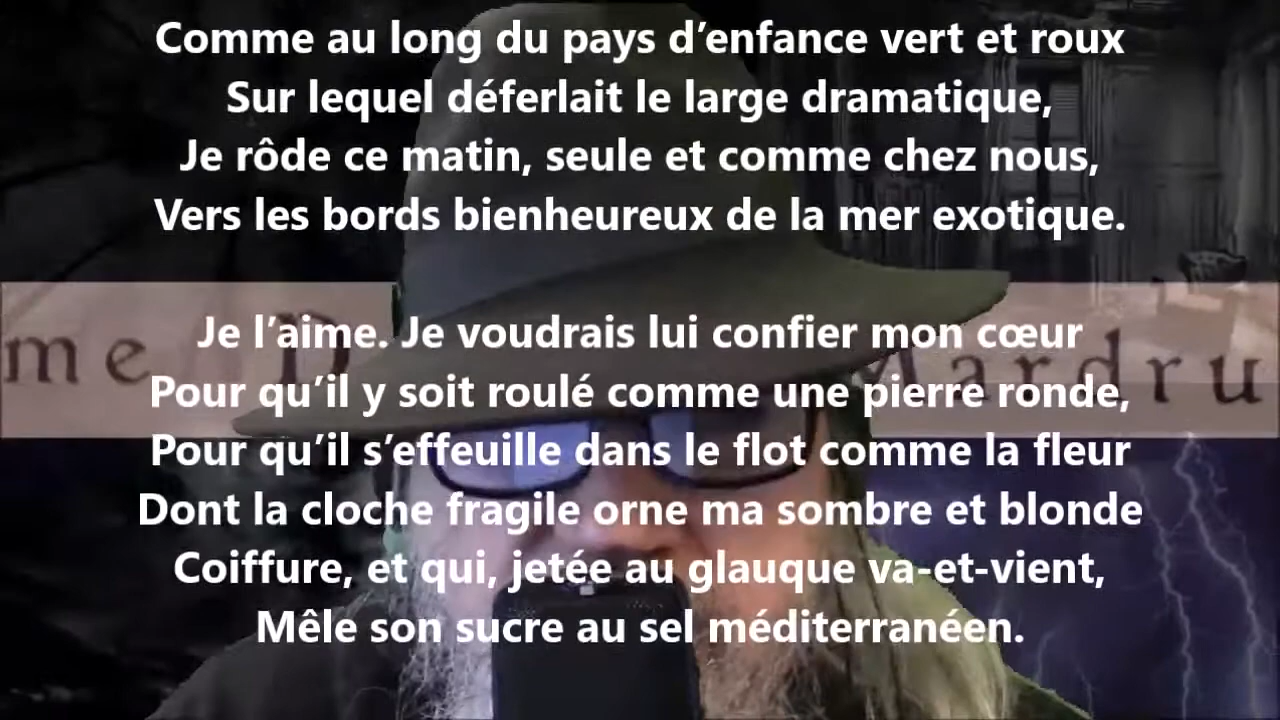 Comme au long du pays d’enfance vert et roux
Sur lequel déferlait le large dramatique,
Je rôde ce matin, seule et comme chez nous,
Vers les bords bienheureux de la mer exotique.
Je l’aime. Je voudrais lui confier mon cœur
me D Mardru
Pour qu’il y soit roulé comme une pierre ronde,
Pour qu’il s’effeuille dans le flot comme la fleur
Dont la cloche fragile orne ma sombre et blonde
Coiffure, et qui, jetée au glauque va-et-vient,
Mêle son sucre au sel méditerranéen.